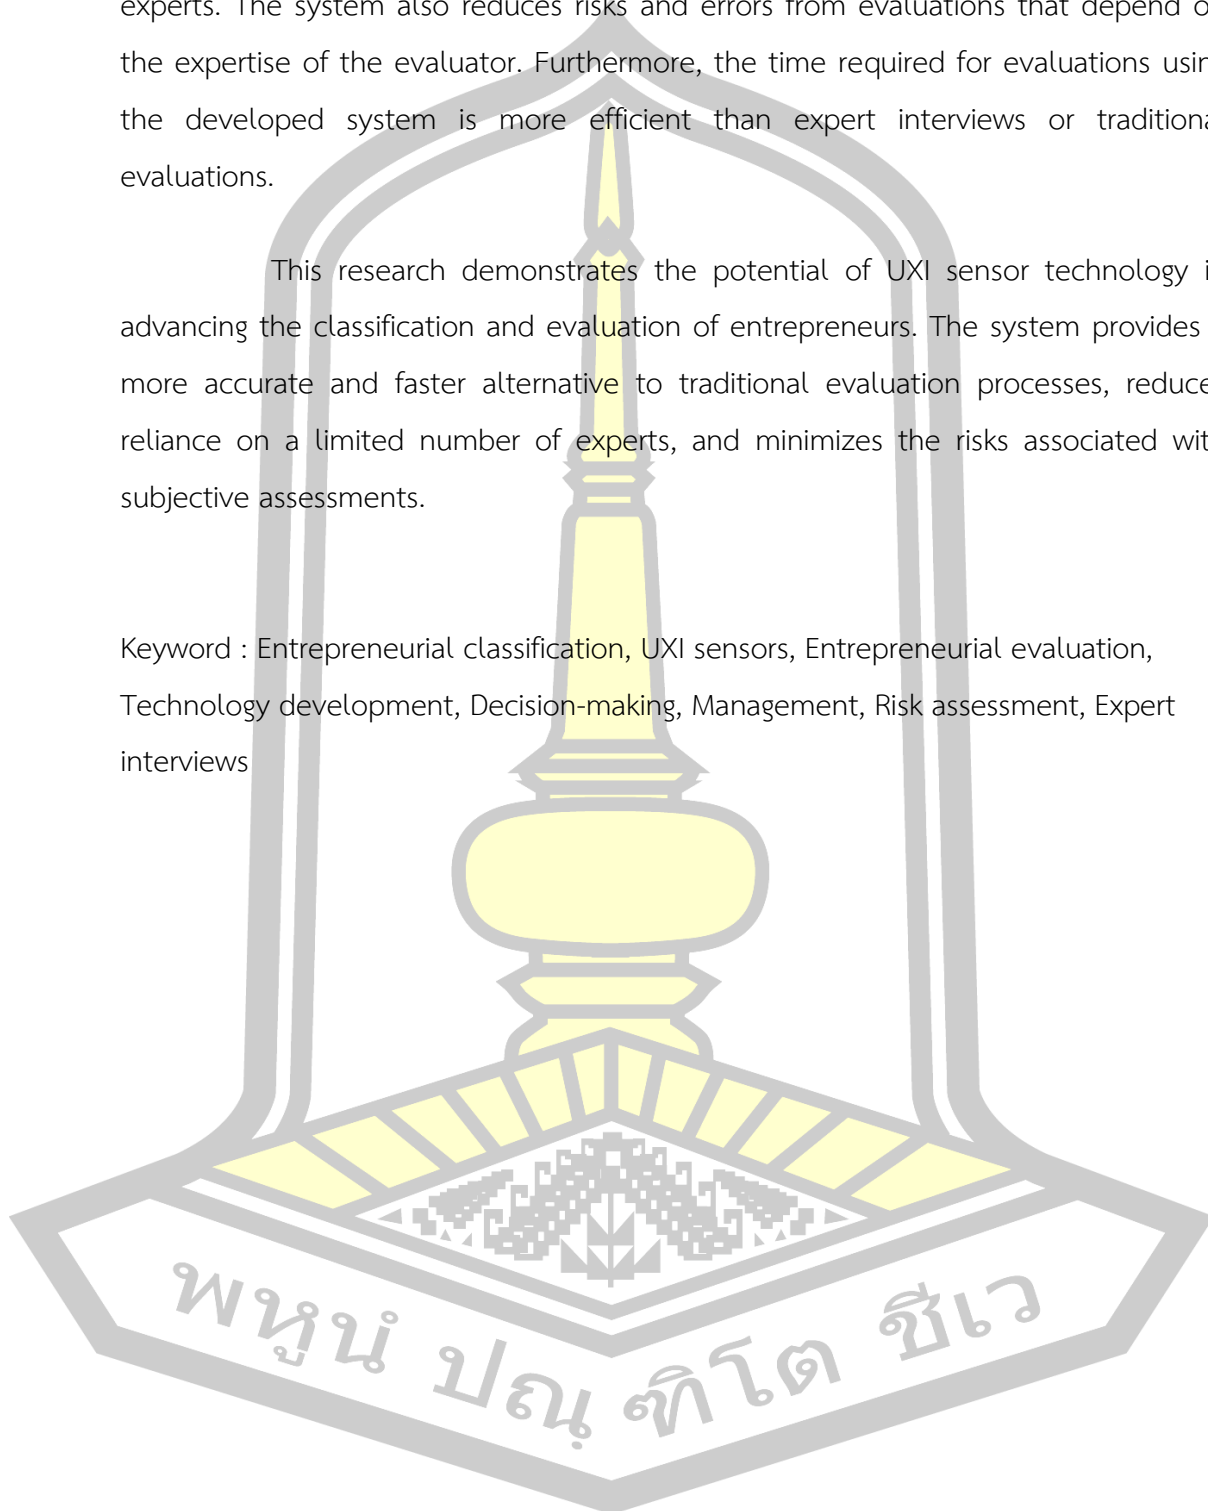 experts. The system also reduces risks and errors from evaluations that depend o
the expertise of the evaluator. Furthermore, the time required for evaluations usin
the developed system is more efficient than expert interviews or traditiona
evaluations.
This research demonstrates the potential of UXI sensor technology i
advancing the classification and evaluation of entrepreneurs. The system provides
more accurate and faster alternative to traditional evaluation processes, reduce
reliance on a limited number of experts, and minimizes the risks associated wit
subjective assessments.
Keyword : Entrepreneurial classification, UXI sensors, Entrepreneurial evaluation,
Technology development, Decision-making, Management, Risk assessment, Expert
interviews
พหูนํ ปณฺฑิโต ชีเว